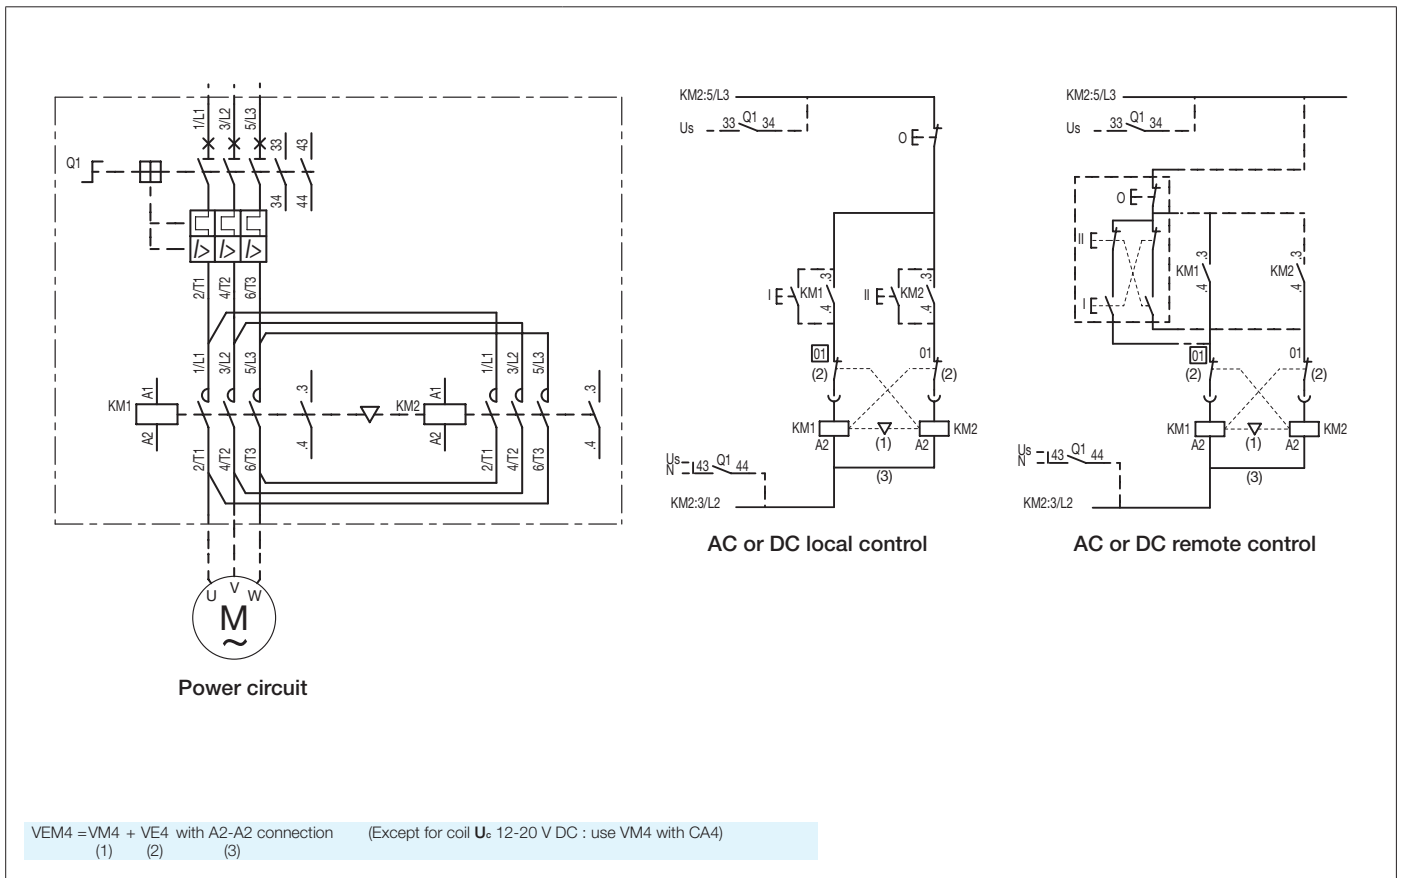 1/L1
3/L2
5/L3
33
43
34
44
Q1
I>
I>
I>
2/T1
4/T2
6/T3
1/L1
3/L2
5/L3
1/L1
3/L2
5/L3
KM1
A1
A2
.3
.4
KM2
A1
A2
.3
.4
2/T1
4/T2
6/T3
2/T1
4/T2
6/T3
U V W
M
~
Power circuit
KM2:5/L3
Us 33 Q1 34
O
I KM1 .3 .4
II KM2 .3 .4
01 01
(2) (2)
KM1 KM2
A2 (1) A2
Us
N 43 Q1 44
(3)
KM2:3/L2
AC or DC local control
KM2:5/L3
Us 33 Q1 34
O
II
I
KM1 .3 .4
KM2 .3 .4
01 01
(2) (2)
KM1 KM2
A2 (1) A2
Us
N 43 Q1 44
(3)
KM2:3/L2
AC or DC remote control
VEM4 =VM4 + VE4 with A2-A2 connection (Except for coil Uc 12-20 V DC : use VM4 with CA4)
(1) (2) (3)